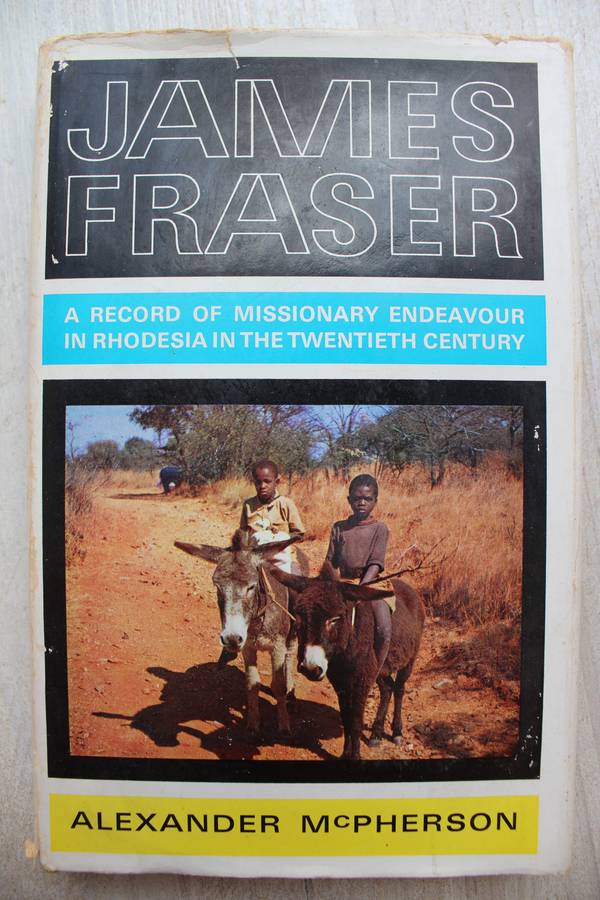 JAMES
FRASER
A RECORD OF MISSIONARY ENDEAVOUR
IN RHODESIA IN THE TWENTIETH CENTURY
ALEXANDER McPHERSON